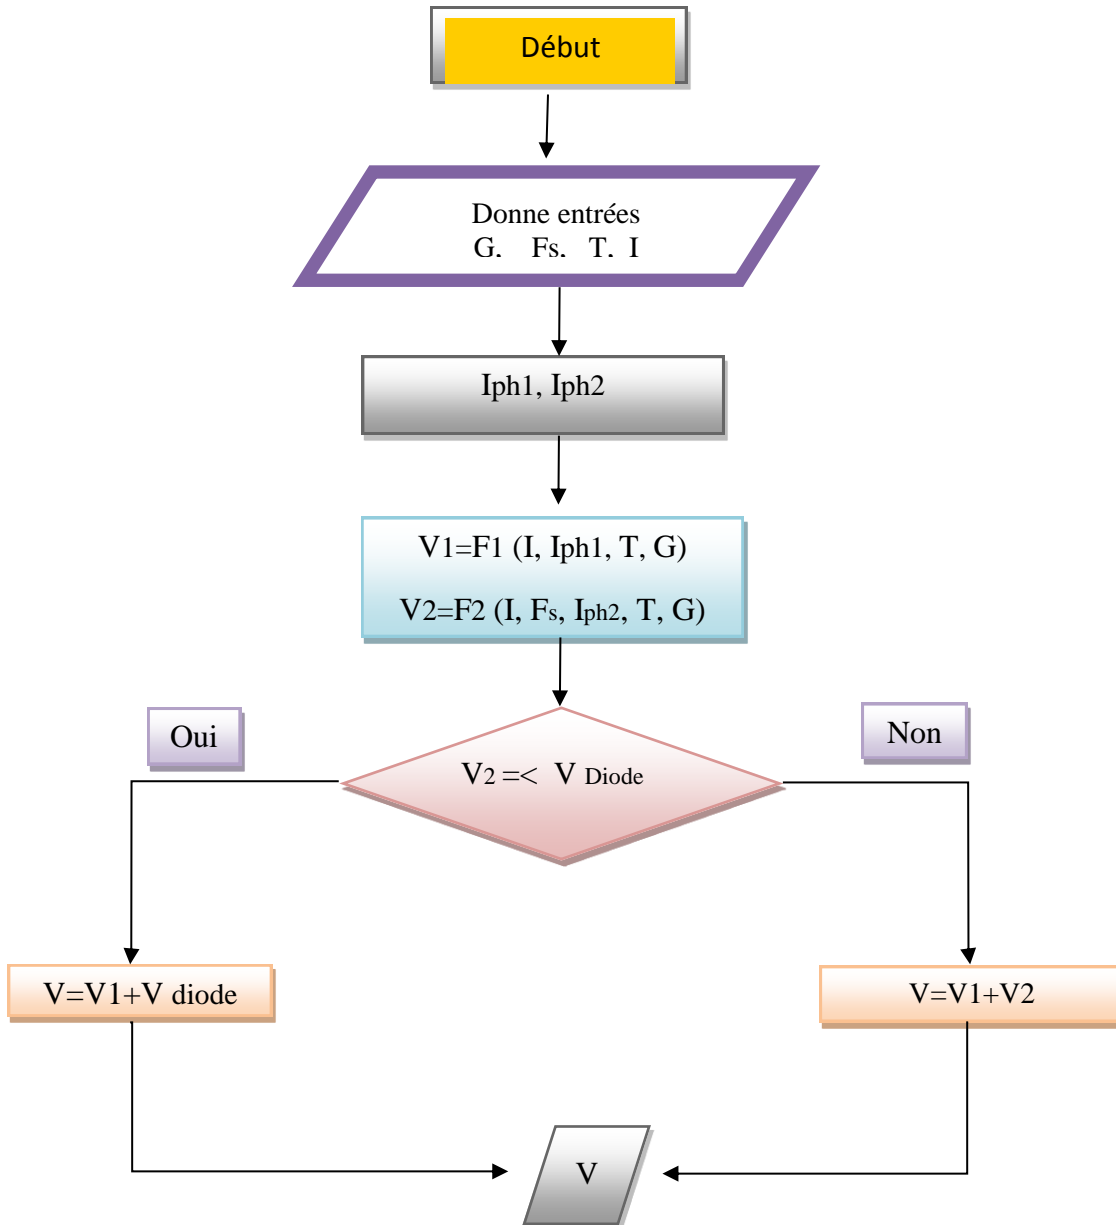 Début
Donne entrées
G, Fs, T, I
Iph1, Iph2
V1=F1 (I, Iph1, T, G)
V2=F2 (I, Fs, Iph2, T, G)
Oui
Non
V2 =< V Diode
V=V1+V diode
V=V1+V2
V